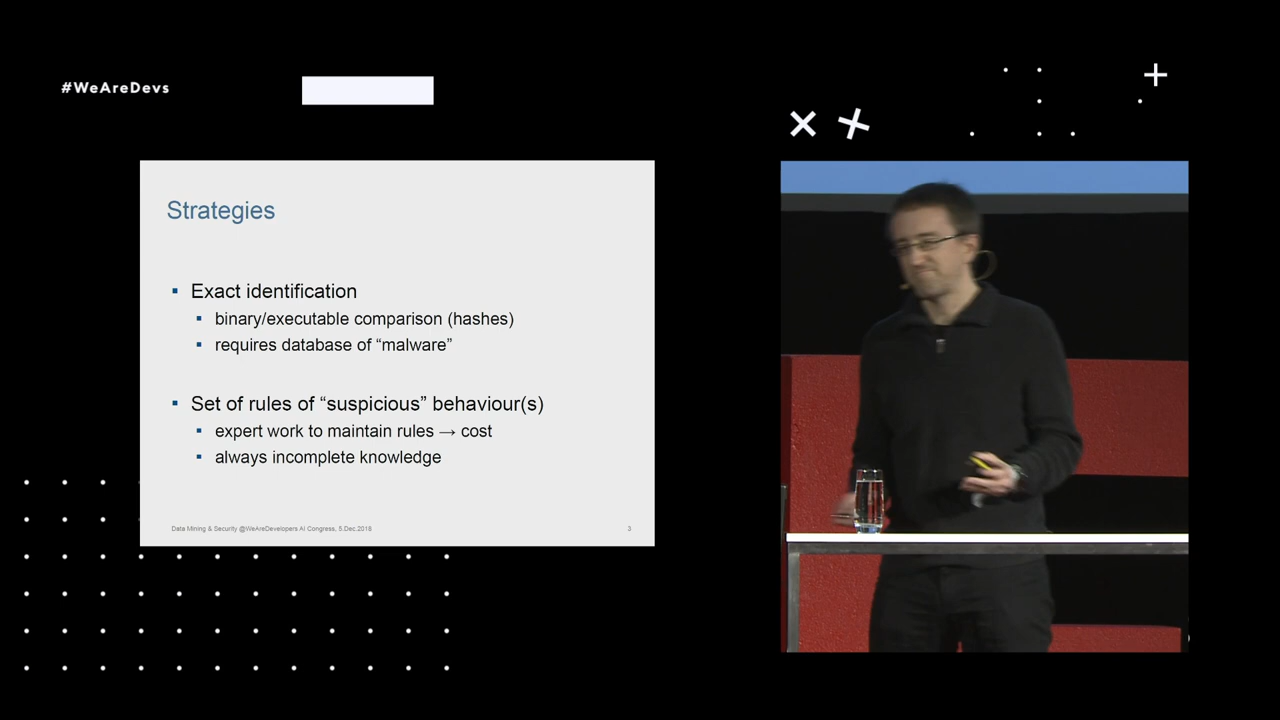 #WeAreDevs
Strategies
▪ Exact identification
▪ binary/executable comparison (hashes)
▪ requires database of “malware”
▪ Set of rules of “suspicious” behaviour(s)
▪ expert work to maintain rules → cost
▪ always incomplete knowledge
Data Mining & Security @WeAreDevelopers AI Congress, 5.Dec.2018
3